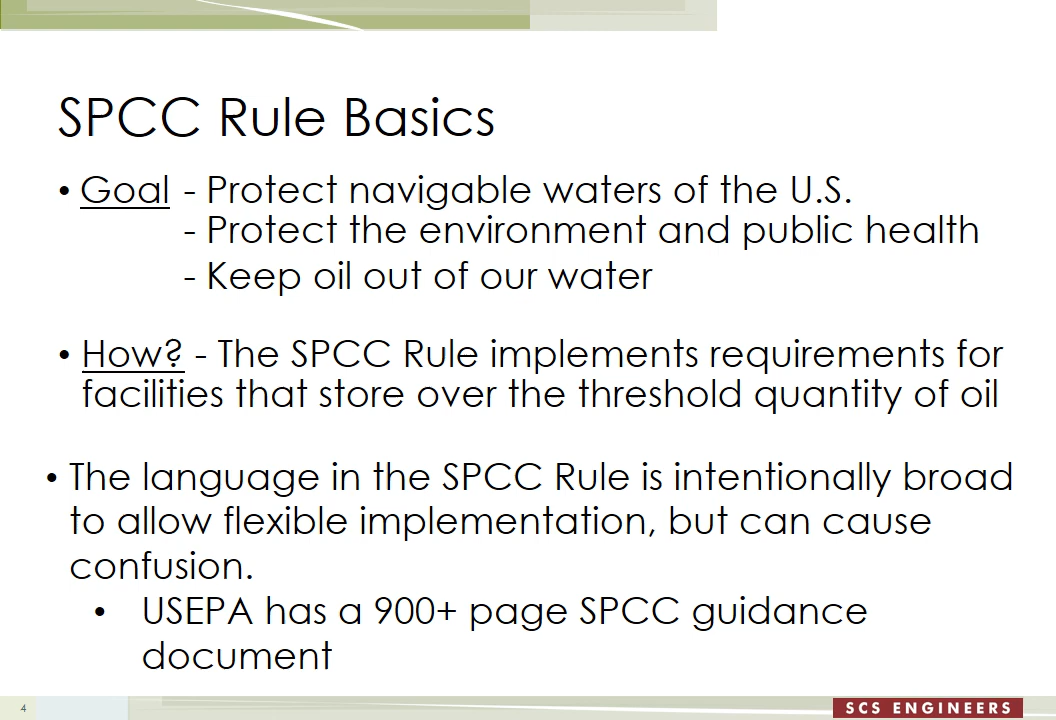 SPCC Rule Basics
• Goal - Protect navigable waters of the U.S.
- Protect the environment and public health
- Keep oil out of our water
• How? - The SPCC Rule implements requirements for
facilities that store over the threshold quantity of oil
• The language in the SPCC Rule is intentionally broad
to allow flexible implementation, but can cause
confusion.
• USEPA has a 900+ page SPCC guidance
document
4
SCS ENGINEERS